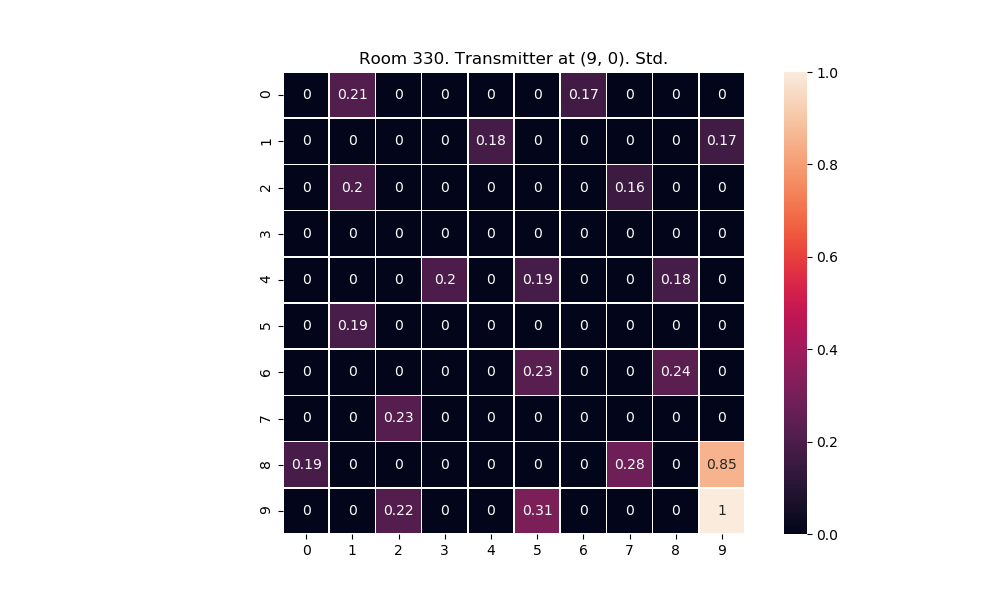 Room 330. Transmitter at (9, 0). Std.
0 0 0.21 0 0 0 0 0.17 0 0 0
1 0 0 0 0 0.18 0 0 0 0 0.17
2 0 0.2 0 0 0 0 0 0.16 0 0
3 0 0 0 0 0 0 0 0 0 0
4 0 0 0 0.2 0 0.19 0 0 0.18 0
5 0 0.19 0 0 0 0 0 0 0 0
6 0 0 0 0 0 0.23 0 0 0.24 0
7 0 0 0.23 0 0 0 0 0 0 0
8 0.19 0 0 0 0 0 0 0.28 0 0.85
9 0 0 0.22 0 0 0.31 0 0 0 1
0 1 2 3 4 5 6 7 8 9
1.0
0.8
0.6
0.4
0.2
0.0